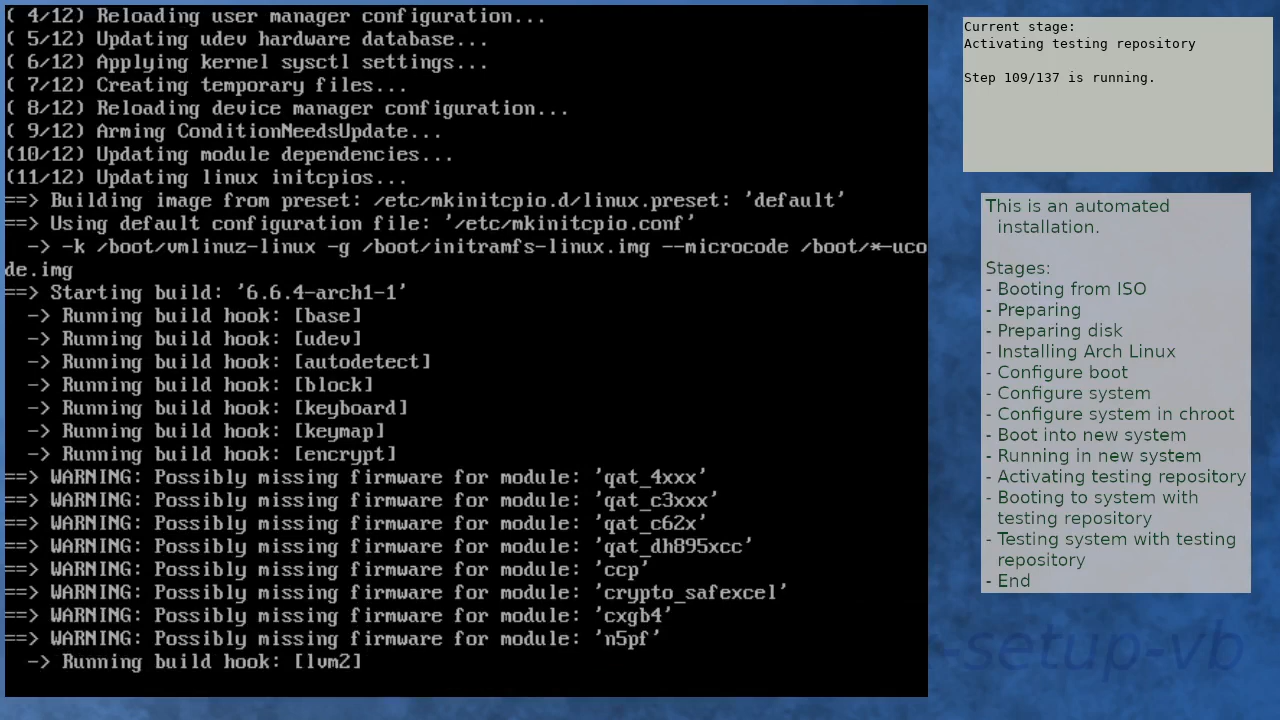 ( 4/12) Reloading user manager configuration...
( 5/12) Updating udev hardware database...
( 6/12) Applying kernel sysctl settings...
( 7/12) Creating temporary files...
( 8/12) Reloading device manager configuration...
( 9/12) Arming ConditionNeedsUpdate...
(10/12) Updating module dependencies...
(11/12) Updating linux initcpios...
==> Building image from preset: /etc/mkinitcpio.d/linux.preset: 'default'
==> Using default configuration file: '/etc/mkinitcpio.conf'
  -> -k /boot/vmlinuz-linux -g /boot/initramfs-linux.img --microcode /boot/*-uco
de.img
==> Starting build: '6.6.4-arch1-1'
  -> Running build hook: [base]
  -> Running build hook: [udev]
  -> Running build hook: [autodetect]
  -> Running build hook: [block]
  -> Running build hook: [keyboard]
  -> Running build hook: [keymap]
  -> Running build hook: [encrypt]
==> WARNING: Possibly missing firmware for module: 'qat_4xxx'
==> WARNING: Possibly missing firmware for module: 'qat_c3xxx'
==> WARNING: Possibly missing firmware for module: 'qat_c62x'
==> WARNING: Possibly missing firmware for module: 'qat_dh895xcc'
==> WARNING: Possibly missing firmware for module: 'ccp'
==> WARNING: Possibly missing firmware for module: 'crypto_safexcel'
==> WARNING: Possibly missing firmware for module: 'cxgb4'
==> WARNING: Possibly missing firmware for module: 'n5pf'
  -> Running build hook: [lvm2]
Current stage:
Activating testing repository
Step 109/137 is running.
This is an automated
installation.
Stages:
- Booting from ISO
- Preparing
- Preparing disk
- Installing Arch Linux
- Configure boot
- Configure system
- Configure system in chroot
- Boot into new system
- Running in new system
- Activating testing repository
- Booting to system with
testing repository
- Testing system with testing
repository
- End
-setup-vb